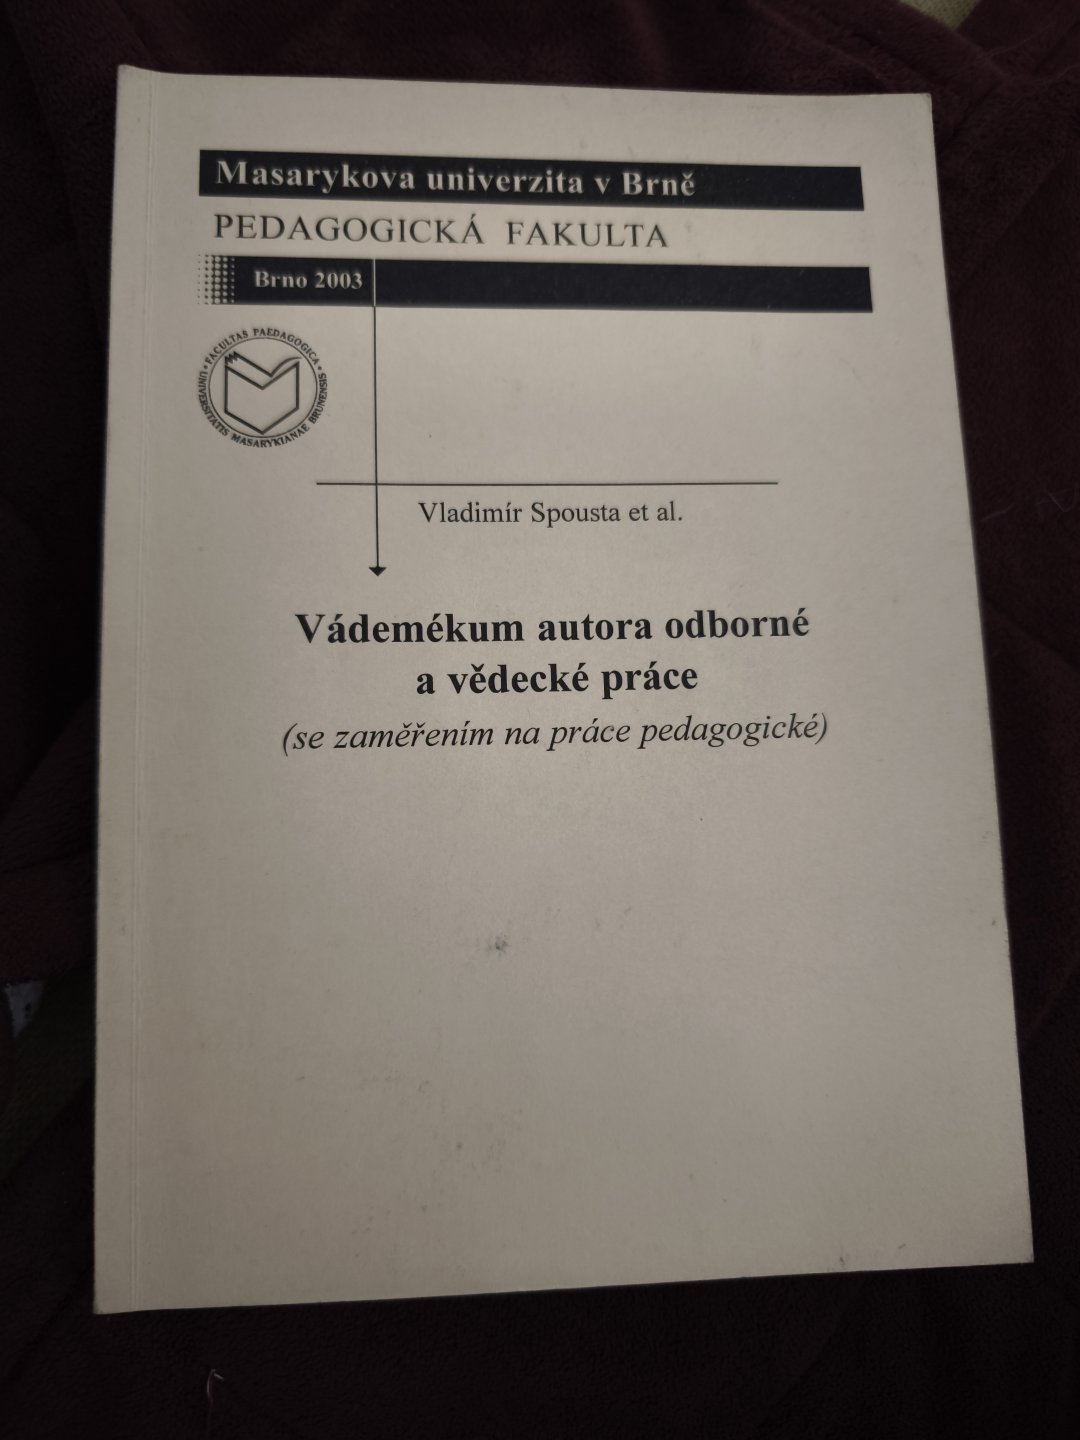 Masarykova univerzita v Brně
PEDAGOGICKÁ FAKULTA
Brno 2003
FACULTAS PAEDAGOGICA
UNIVERSITATIS MASARYKIANAE BRUNENSIS
Vladimír Spousta et al.
Vádemékum autora odborné
a vědecké práce
(se zaměřením na práce pedagogické)